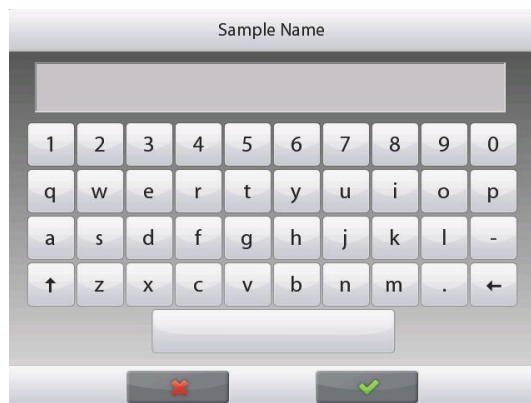 Sample Name
1 2 3 4 5 6 7 8 9 0
q w e r t y u i o p
a s d f g h j k l -
↑ z x c v b n m . ←